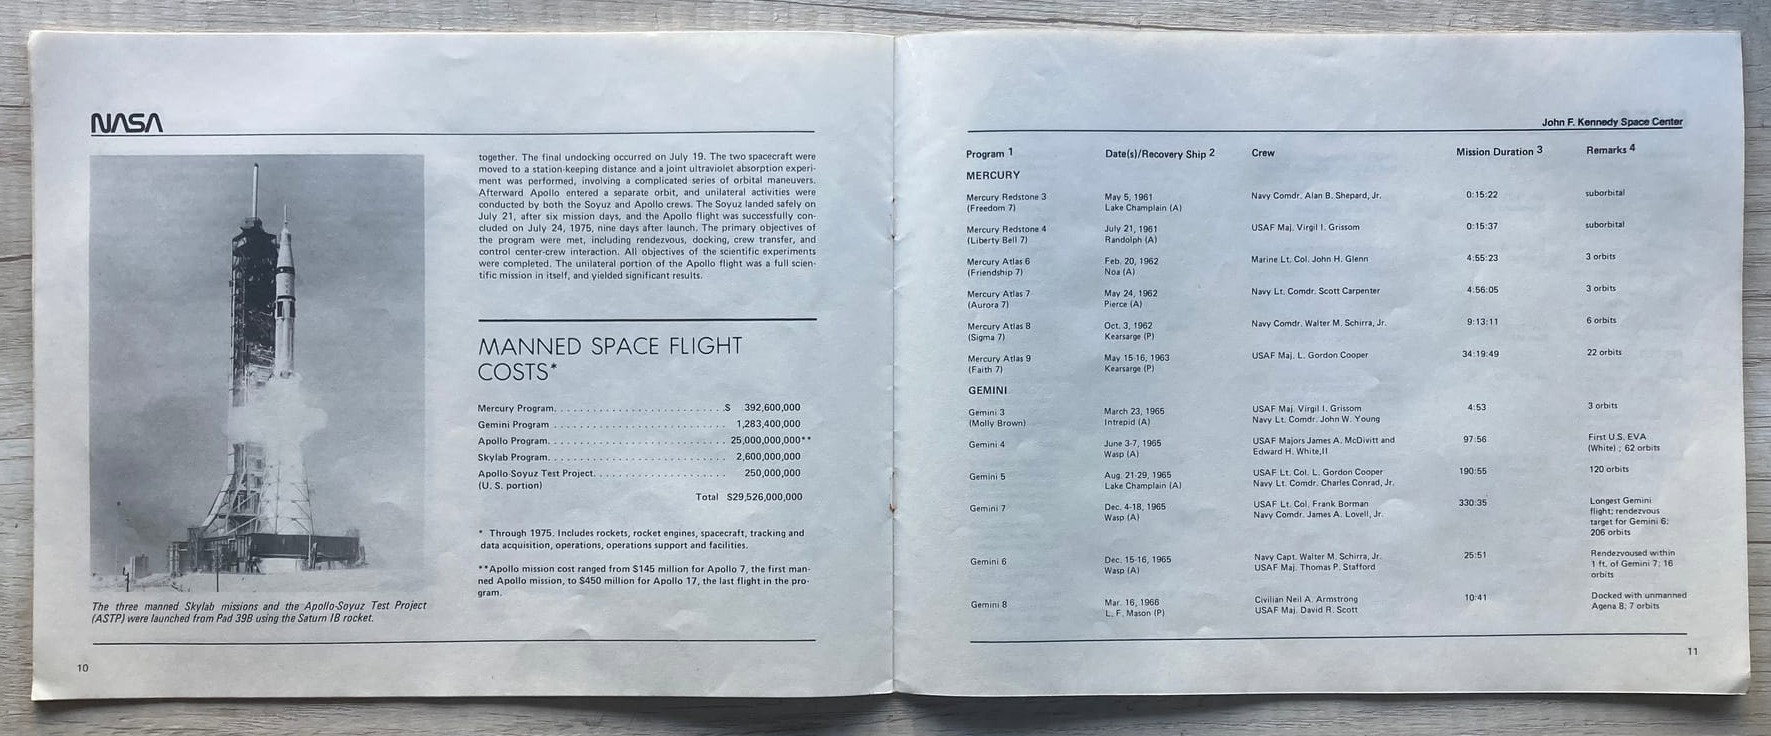 NASA
together. The final undocking occurred on July 19. The two spacecraft were
moved to a station-keeping distance and a joint ultraviolet absorption experi-
ment was performed, involving a complicated series of orbital maneuvers.
Afterward Apollo entered a separate orbit, and unilateral activities were
conducted by both the Soyuz and Apollo crews. The Soyuz landed safely on
July 21, after six mission days, and the Apollo flight was successfully con-
cluded on July 24, 1975, nine days after launch. The primary objectives of
the program were met, including rendezvous, docking, crew transfer, and
control center-crew interaction. All objectives of the scientific experiments
were completed. The unilateral portion of the Apollo flight was a full scien-
tific mission in itself, and yielded significant results.
MANNED SPACE FLIGHT
COSTS*
Mercury Program. . . . . . . . . . . . . . . . . . . . . . . . . . $ 392,600,000
Gemini Program . . . . . . . . . . . . . . . . . . . . . . . . . . 1,283,400,000
Apollo Program. . . . . . . . . . . . . . . . . . . . . . . . . . 25,000,000,000**
Skylab Program. . . . . . . . . . . . . . . . . . . . . . . . . . 2,600,000,000
Apollo Soyuz Test Project. . . . . . . . . . . . . . . . . . . 250,000,000
(U. S. portion)
Total $29,526,000,000
* Through 1975. Includes rockets, rocket engines, spacecraft, tracking and
data acquisition, operations, operations support and facilities.
**Apollo mission cost ranged from $145 million for Apollo 7, the first man-
ned Apollo mission, to $450 million for Apollo 17, the last flight in the pro-
gram.
The three manned Skylab missions and the Apollo-Soyuz Test Project
(ASTP) were launched from Pad 39B using the Saturn IB rocket.
10
John F. Kennedy Space Center
Program 1 Date(s)/Recovery Ship 2 Crew Mission Duration 3 Remarks 4
MERCURY
Mercury Redstone 3 May 5, 1961 Navy Comdr. Alan B. Shepard, Jr. 0:15:22 suborbital
(Freedom 7) Lake Champlain (A)
Mercury Redstone 4 July 21, 1961 USAF Maj. Virgil I. Grissom 0:15:37 suborbital
(Liberty Bell 7) Randolph (A)
Mercury Atlas 6 Feb. 20, 1962 Marine Lt. Col. John H. Glenn 4:55:23 3 orbits
(Friendship 7) Noa (A)
Mercury Atlas 7 May 24, 1962 Navy Lt. Comdr. Scott Carpenter 4:56:05 3 orbits
(Aurora 7) Pierce (A)
Mercury Atlas 8 Oct. 3, 1962 Navy Comdr. Walter M. Schirra, Jr. 9:13:11 6 orbits
(Sigma 7) Kearsarge (P)
Mercury Atlas 9 May 15-16, 1963 USAF Maj. L. Gordon Cooper 34:19:49 22 orbits
(Faith 7) Kearsarge (P)
GEMINI
Gemini 3 March 23, 1965 USAF Maj. Virgil I. Grissom 4:53 3 orbits
(Molly Brown) Intrepid (A) Navy Lt. Comdr. John W. Young
Gemini 4 June 3-7, 1965 USAF Majors James A. McDivitt and 97:56 First U.S. EVA
Wasp (A) Edward H. White,II (White) ; 62 orbits
Gemini 5 Aug. 21-29, 1965 USAF Lt. Col. L. Gordon Cooper 190:55 120 orbits
Lake Champlain (A) Navy Lt. Comdr. Charles Conrad, Jr.
Gemini 7 Dec. 4-18, 1965 USAF Lt. Col. Frank Borman 330:35 Longest Gemini
Wasp (A) Navy Comdr. James A. Lovell, Jr. flight; rendezvous
target for Gemini 6;
206 orbits
Gemini 6 Dec. 15-16, 1965 Navy Capt. Walter M. Schirra, Jr. 25:51 Rendezvoused within
Wasp (A) USAF Maj. Thomas P. Stafford 1 ft. of Gemini 7; 16
orbits
Gemini 8 Mar. 16, 1966 Civilian Neil A. Armstrong 10:41 Docked with unmanned
L. F. Mason (P) USAF Maj. David R. Scott Agena 8; 7 orbits
11